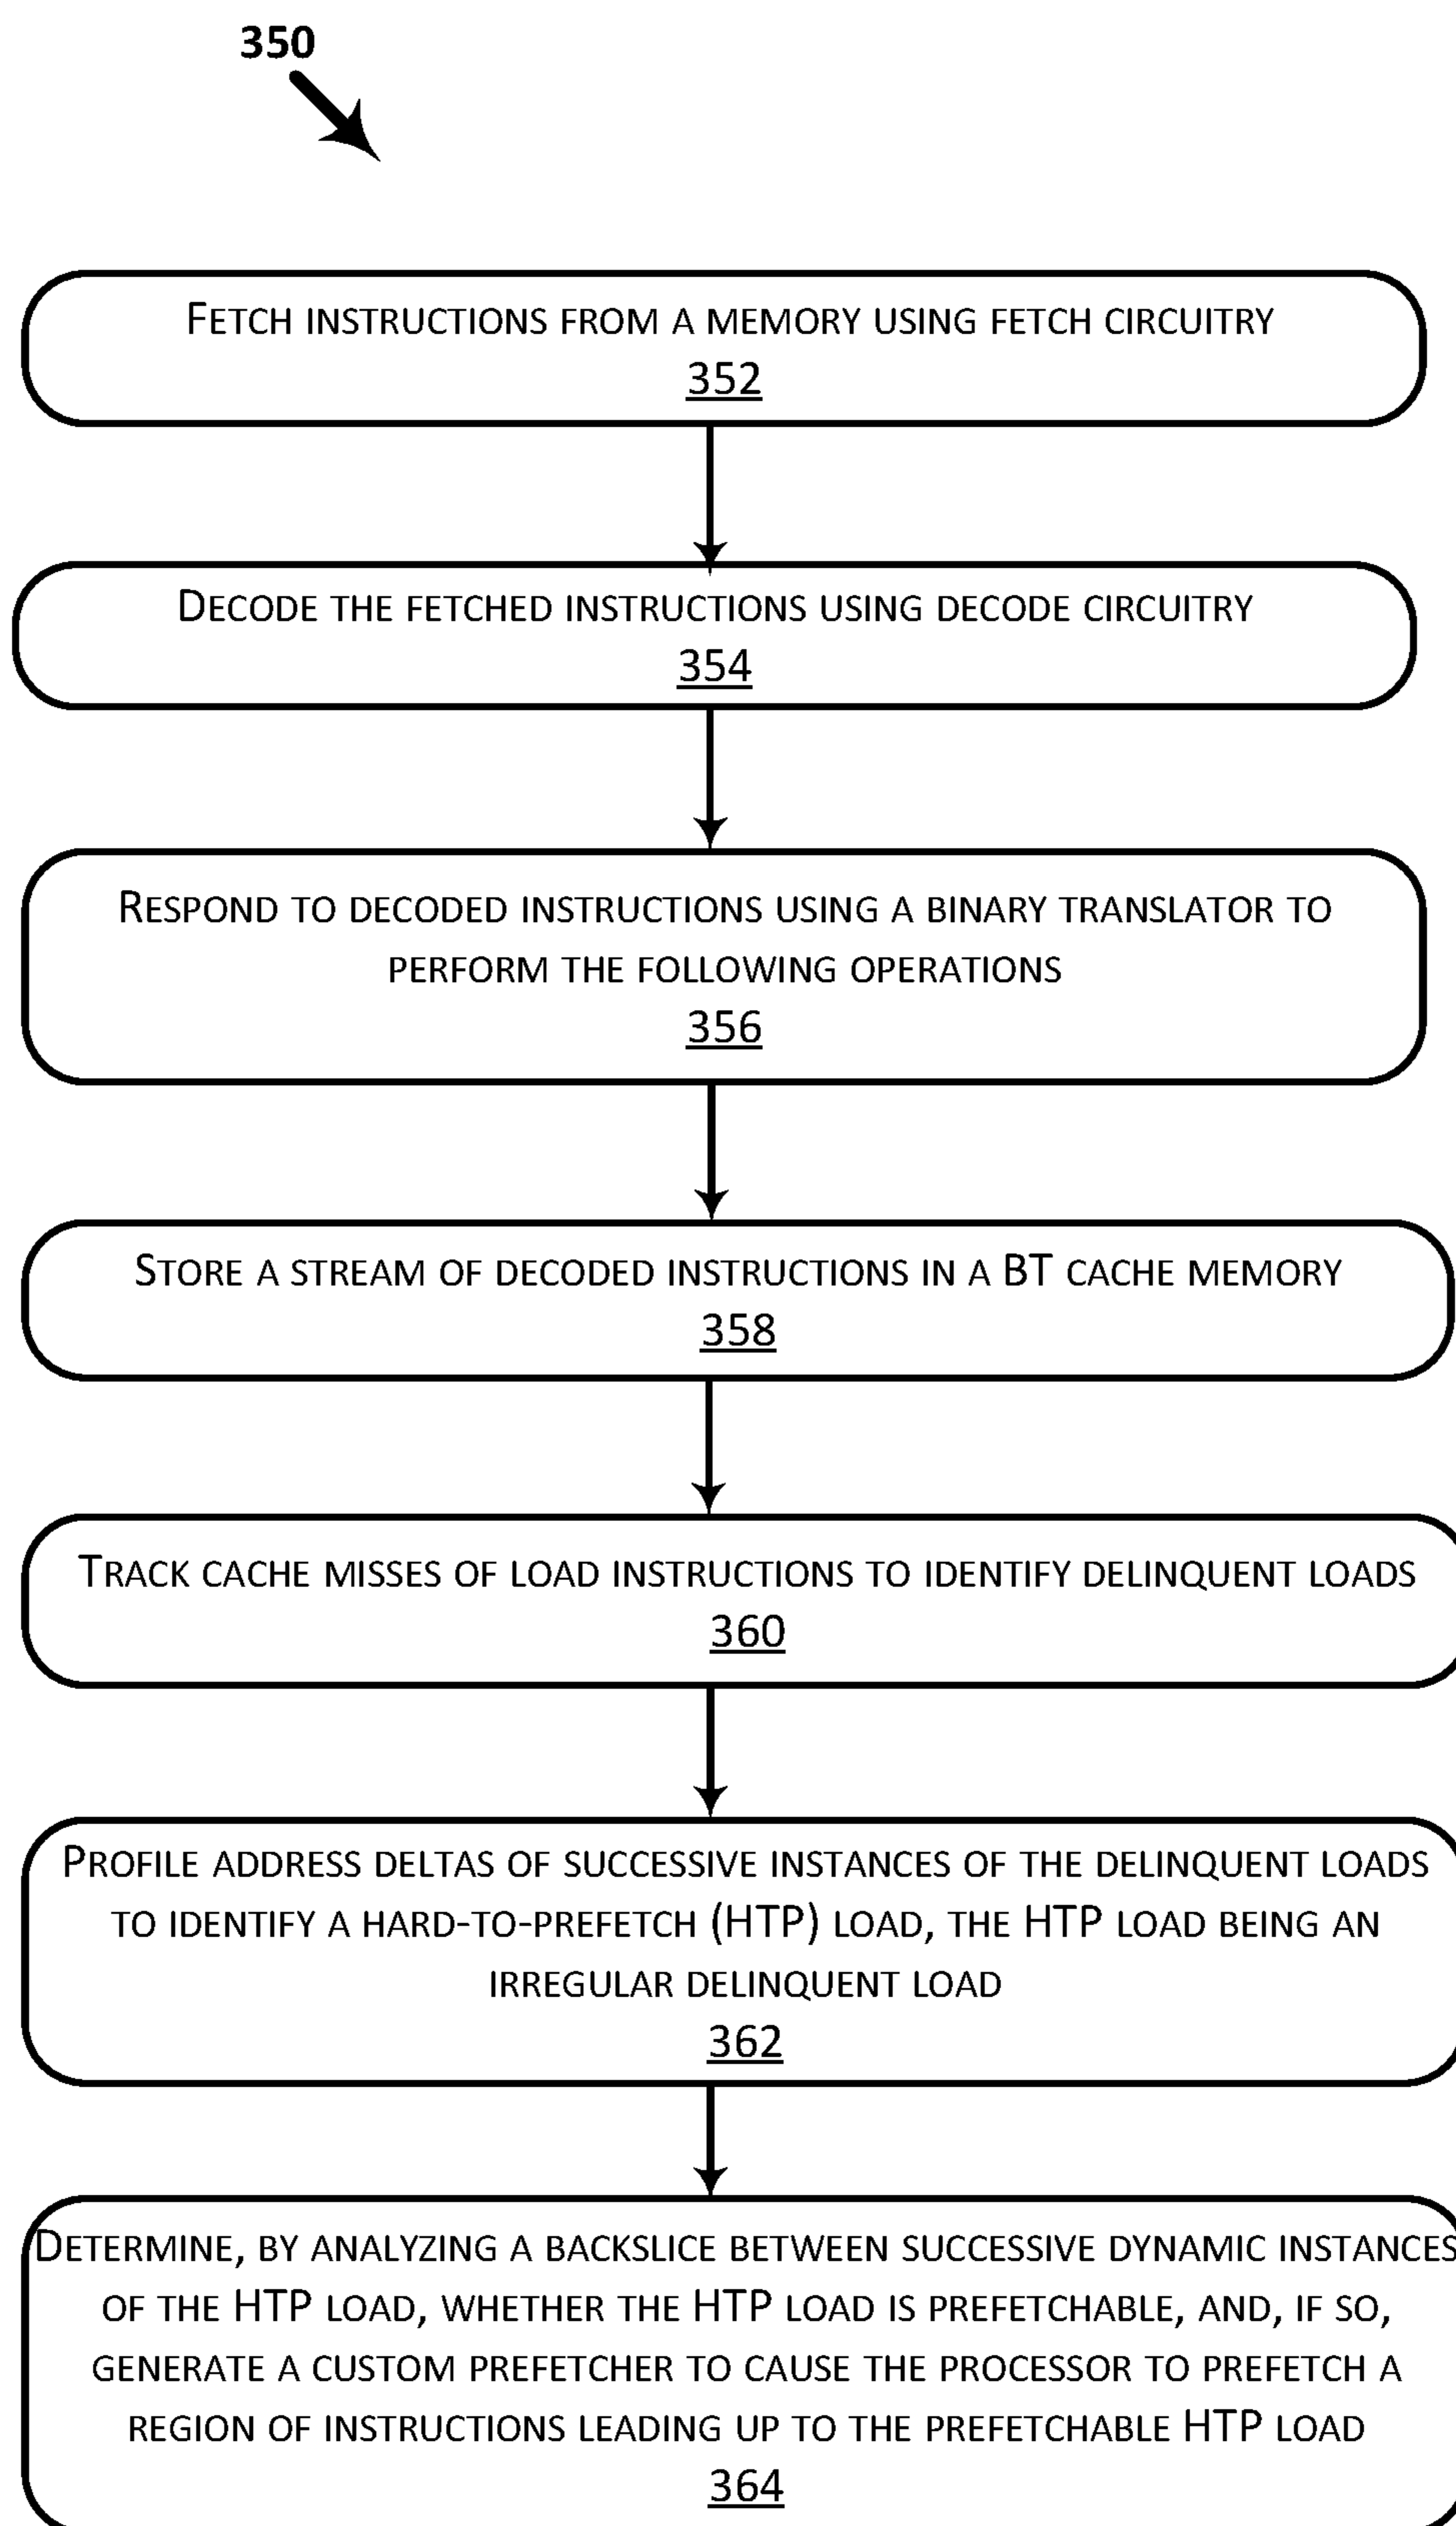 350
FETCH INSTRUCTIONS FROM A MEMORY USING FETCH CIRCUITRY
352
DECODE THE FETCHED INSTRUCTIONS USING DECODE CIRCUITRY
354
RESPOND TO DECODED INSTRUCTIONS USING A BINARY TRANSLATOR TO
PERFORM THE FOLLOWING OPERATIONS
356
STORE A STREAM OF DECODED INSTRUCTIONS IN A BT CACHE MEMORY
358
TRACK CACHE MISSES OF LOAD INSTRUCTIONS TO IDENTIFY DELINQUENT LOADS
360
PROFILE ADDRESS DELTAS OF SUCCESSIVE INSTANCES OF THE DELINQUENT LOADS
TO IDENTIFY A HARD-TO-PREFETCH (HTP) LOAD, THE HTP LOAD BEING AN
IRREGULAR DELINQUENT LOAD
362
DETERMINE, BY ANALYZING A BACKSLICE BETWEEN SUCCESSIVE DYNAMIC INSTANCES
OF THE HTP LOAD, WHETHER THE HTP LOAD IS PREFETCHABLE, AND, IF SO,
GENERATE A CUSTOM PREFETCHER TO CAUSE THE PROCESSOR TO PREFETCH A
REGION OF INSTRUCTIONS LEADING UP TO THE PREFETCHABLE HTP LOAD
364